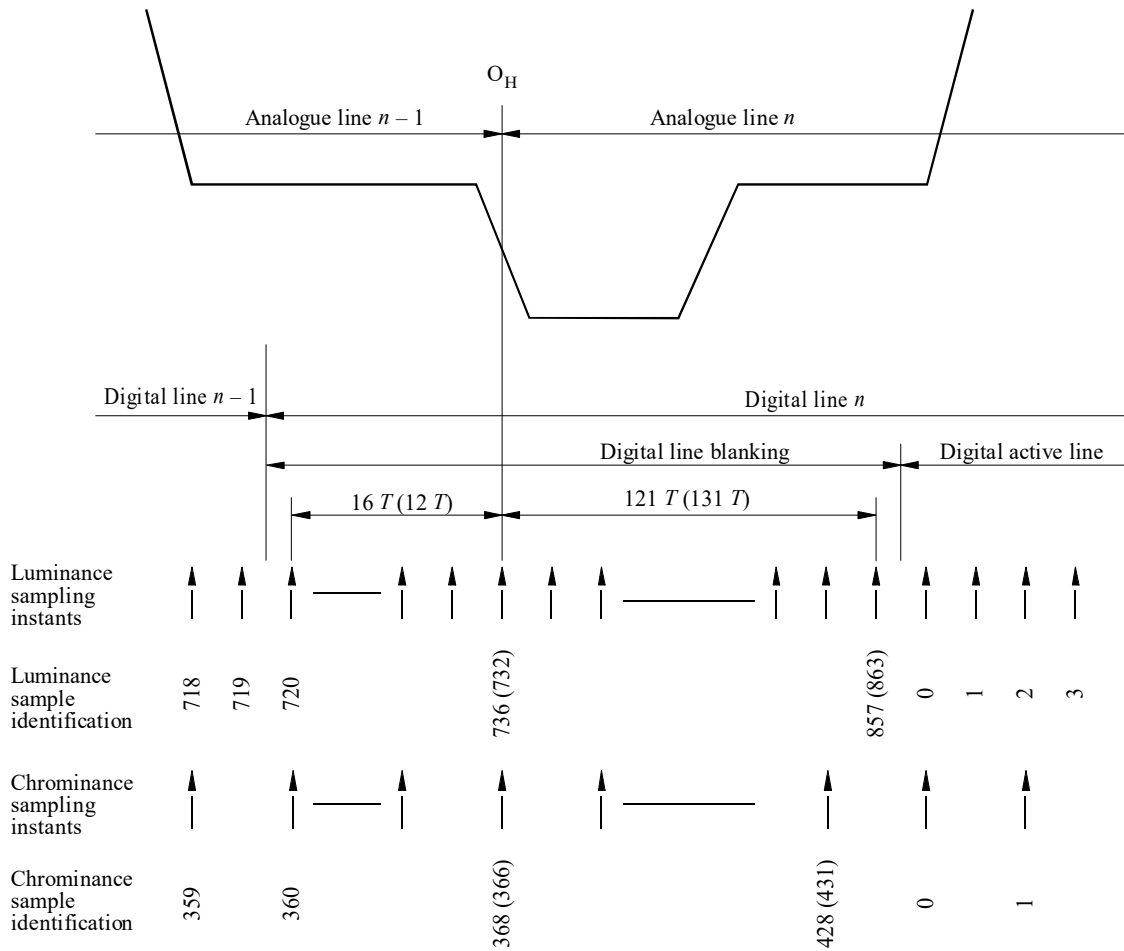 O_H
Analogue line n – 1
Analogue line n
Digital line n – 1
Digital line n
Digital line blanking
Digital active line
16 T (12 T)
121 T (131 T)
Luminance
sampling
instants
Luminance
sample
identification
718
719
720
736 (732)
857 (863)
0
1
2
3
Chrominance
sampling
instants
Chrominance
sample
identification
359
360
368 (366)
428 (431)
0
1